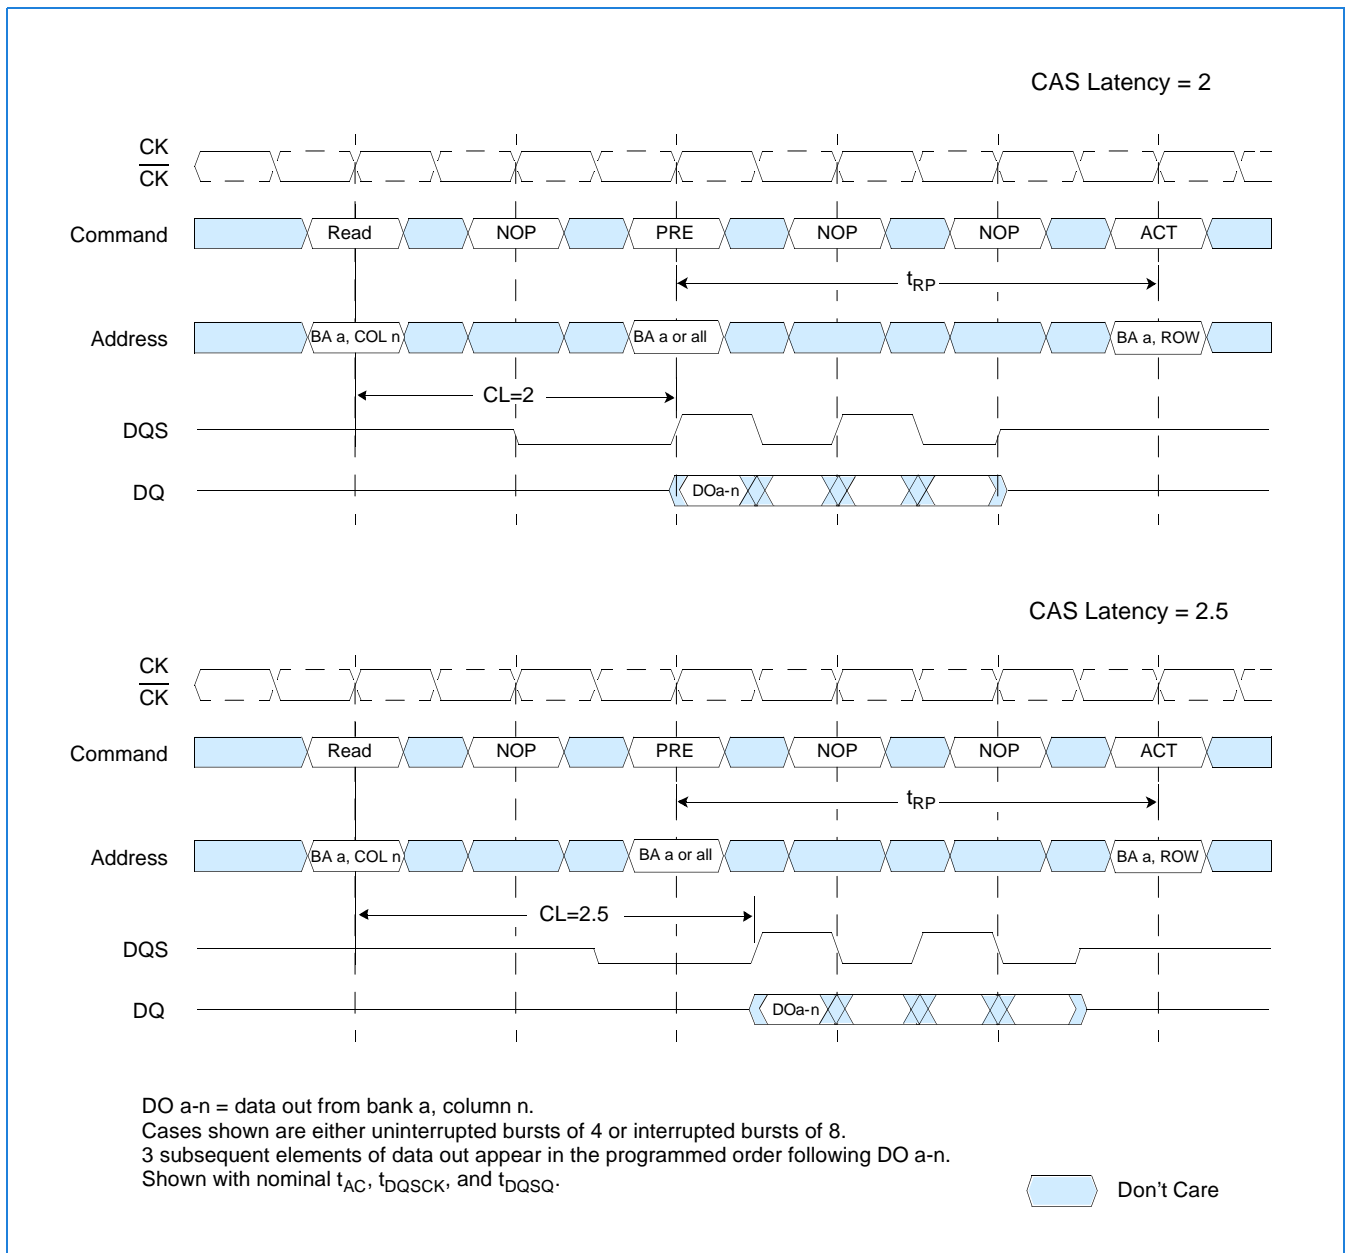 CAS Latency = 2
CK
CK
Command Read NOP PRE NOP NOP ACT
tRP
Address BA a, COL n BA a or all BA a, ROW
CL=2
DQS
DQ DOa-n
CAS Latency = 2.5
CK
CK
Command Read NOP PRE NOP NOP ACT
tRP
Address BA a, COL n BA a or all BA a, ROW
CL=2.5
DQS
DQ DOa-n
DO a-n = data out from bank a, column n.
Cases shown are either uninterrupted bursts of 4 or interrupted bursts of 8.
3 subsequent elements of data out appear in the programmed order following DO a-n.
Shown with nominal tAC, tDQSCK, and tDQSQ.
Don't Care